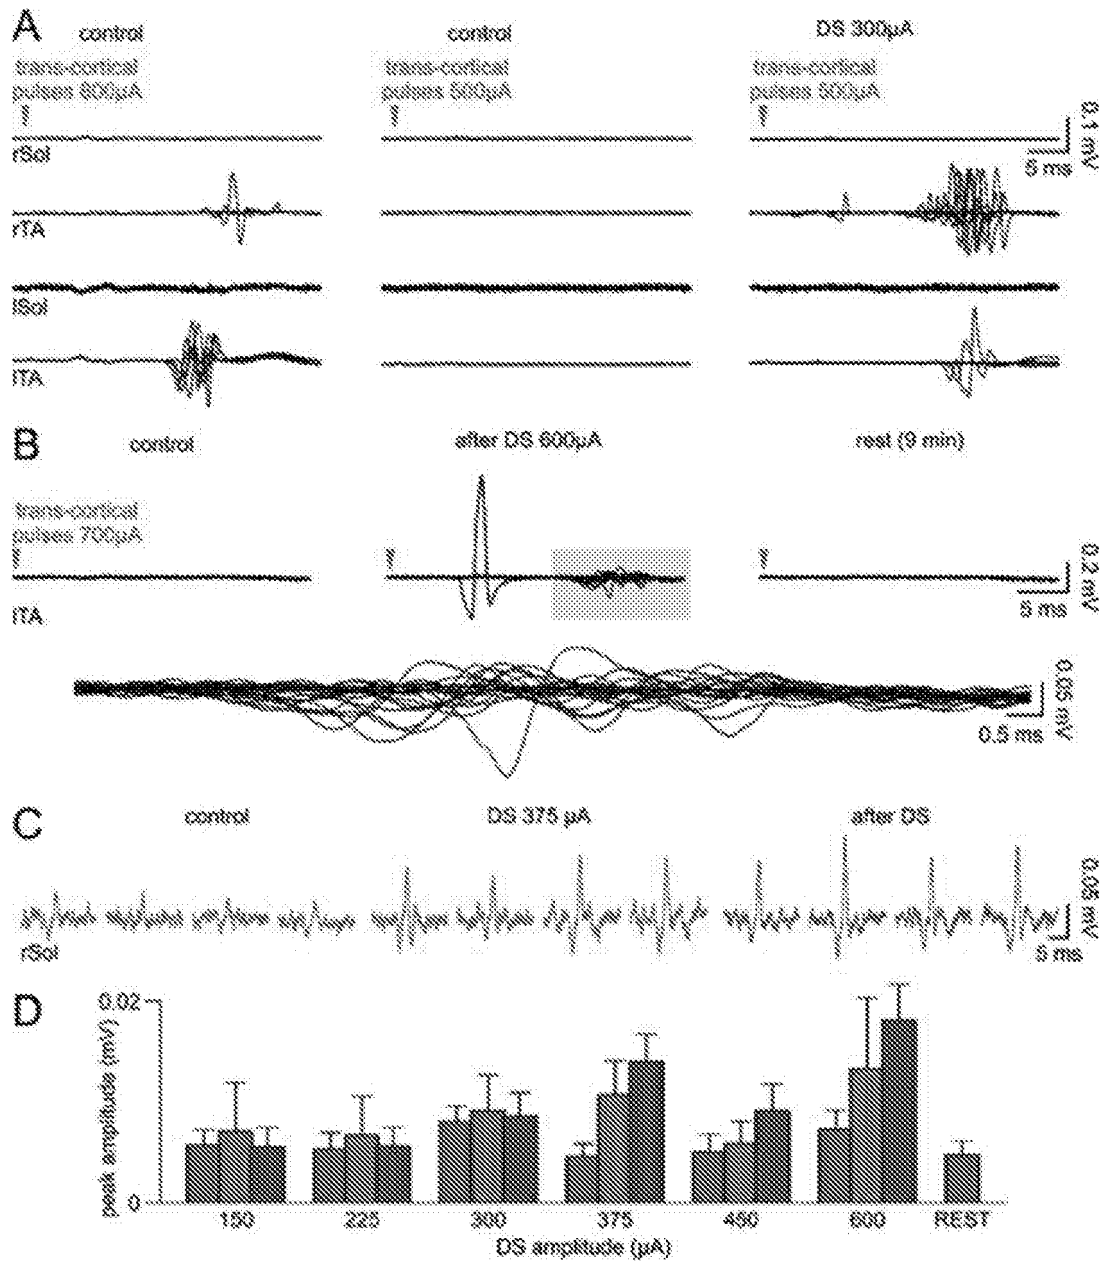 A
control
control
DS 300µA
trans-cortical
pulses 600µA
trans-cortical
pulses 500µA
trans-cortical
pulses 500µA
rSol
0.1 mV
5 ms
rTA
lSol
lTA
B
control
after DS 600µA
rest (9 min)
trans-cortical
pulses 700µA
lTA
0.2 mV
5 ms
0.05 mV
0.5 ms
C
control
DS 375 µA
after DS
rSol
0.05 mV
5 ms
D
peak amplitude (mV)
0.02
0
150
225
300
375
450
600
REST
DS amplitude (µA)